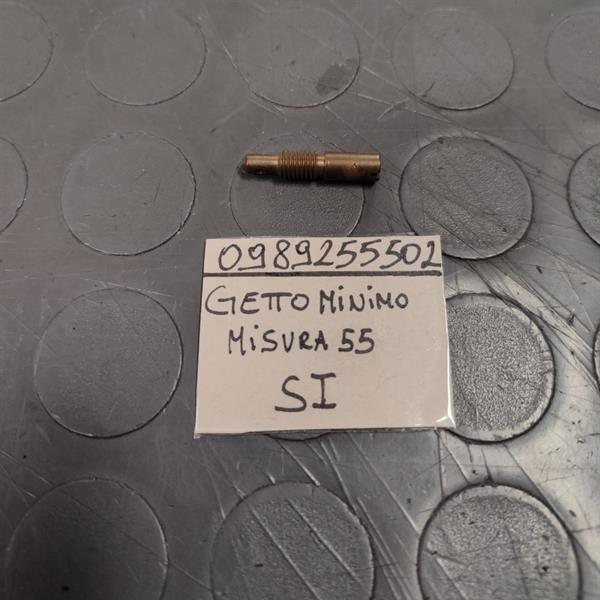 0989255502
GETTO MINIMO
MISURA 55
SI